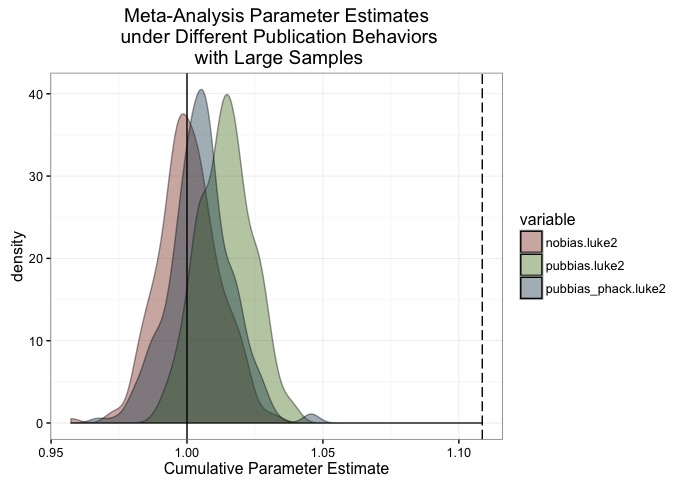 Meta-Analysis Parameter Estimates
under Different Publication Behaviors
with Large Samples
density
40
30
20
10
0
0.95 1.00 1.05 1.10
Cumulative Parameter Estimate
variable
nobias.luke2
pubbias.luke2
pubbias_phack.luke2